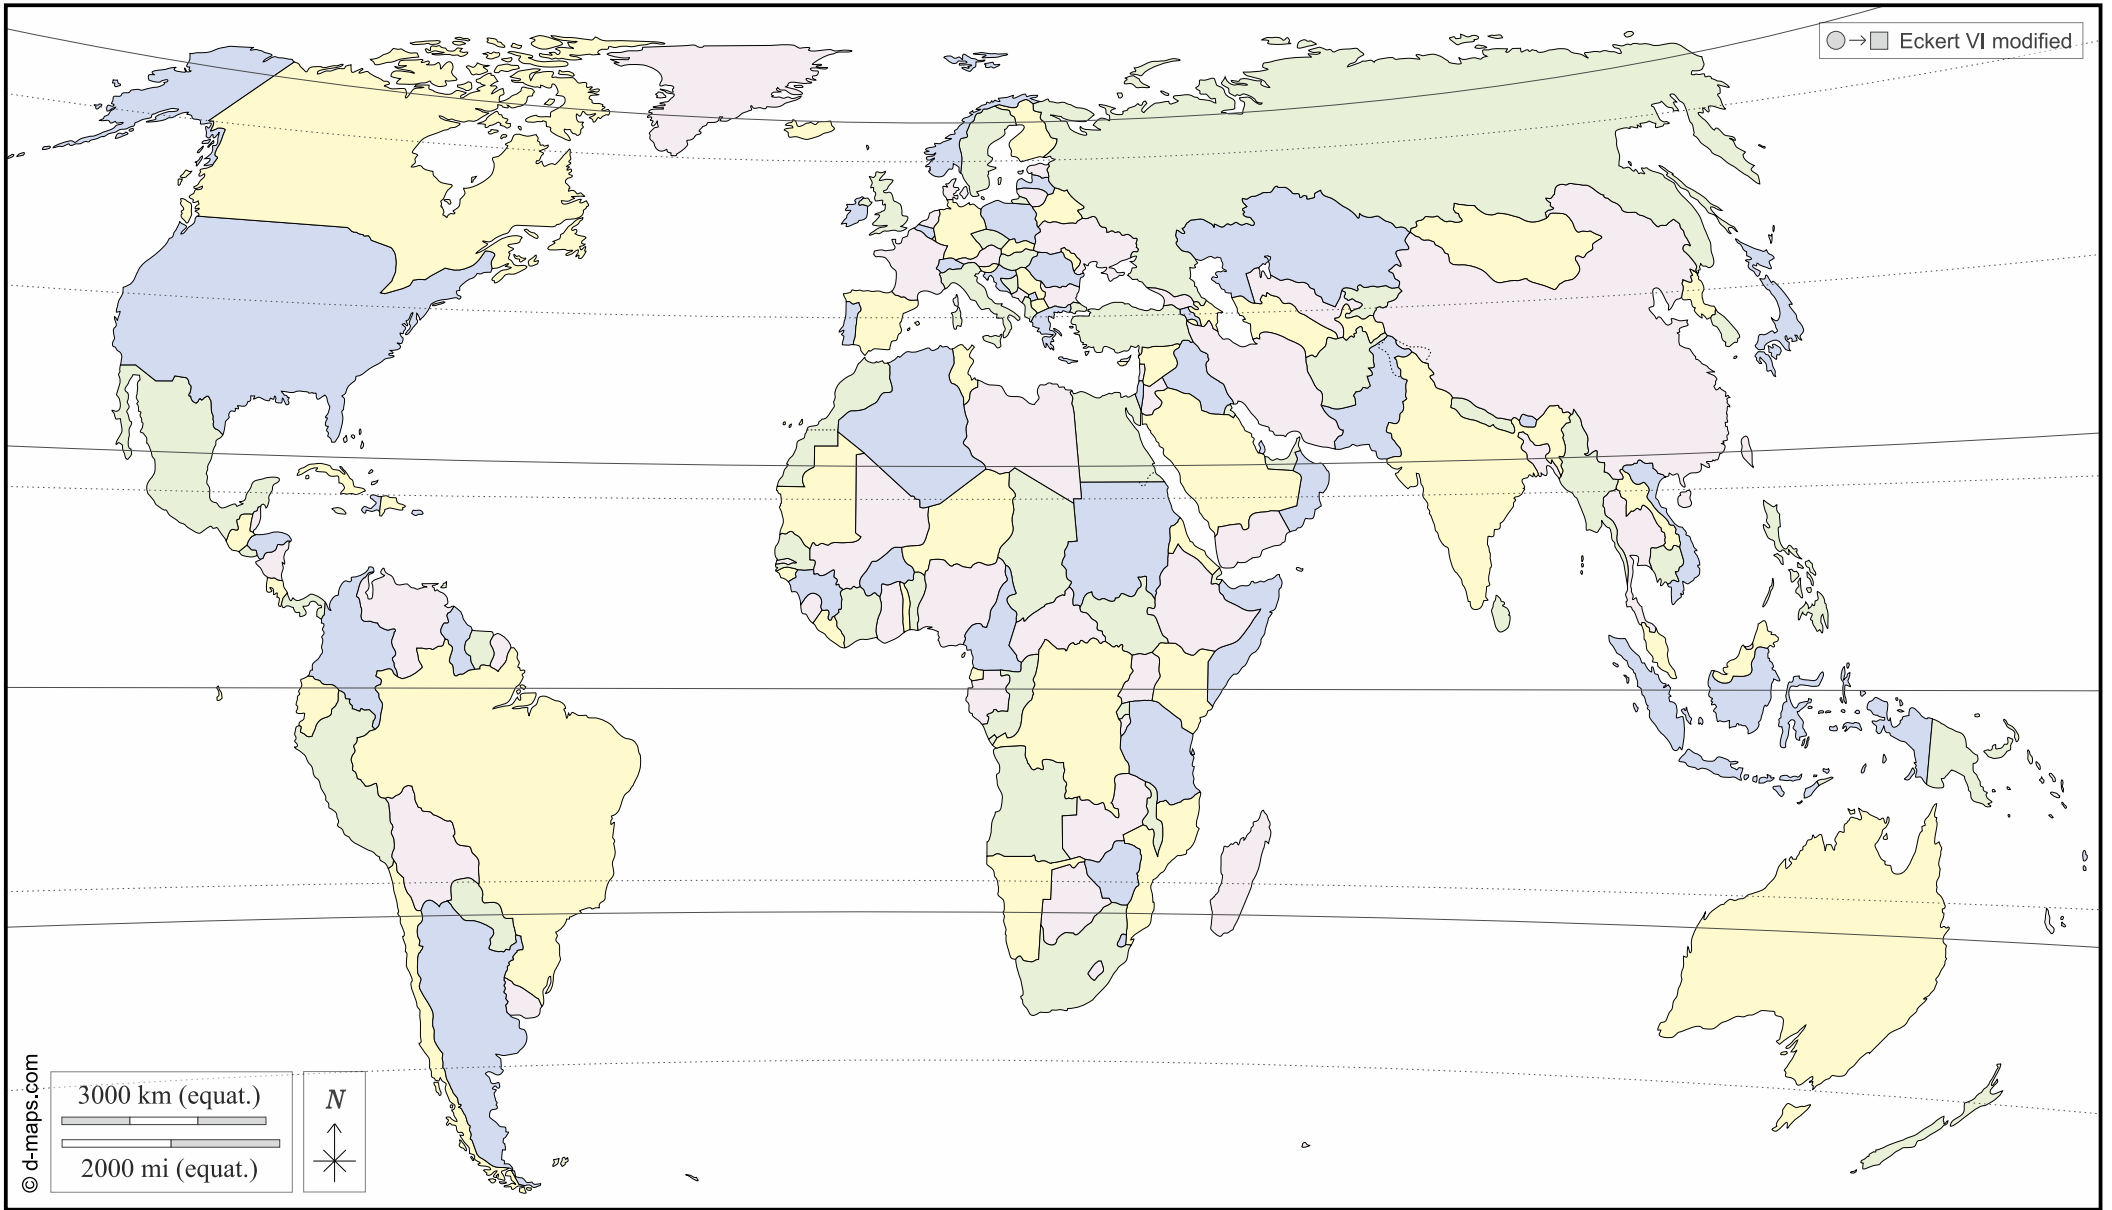 Eckert VI modified
3000 km (equat.)
2000 mi (equat.)
N
© d-maps.com